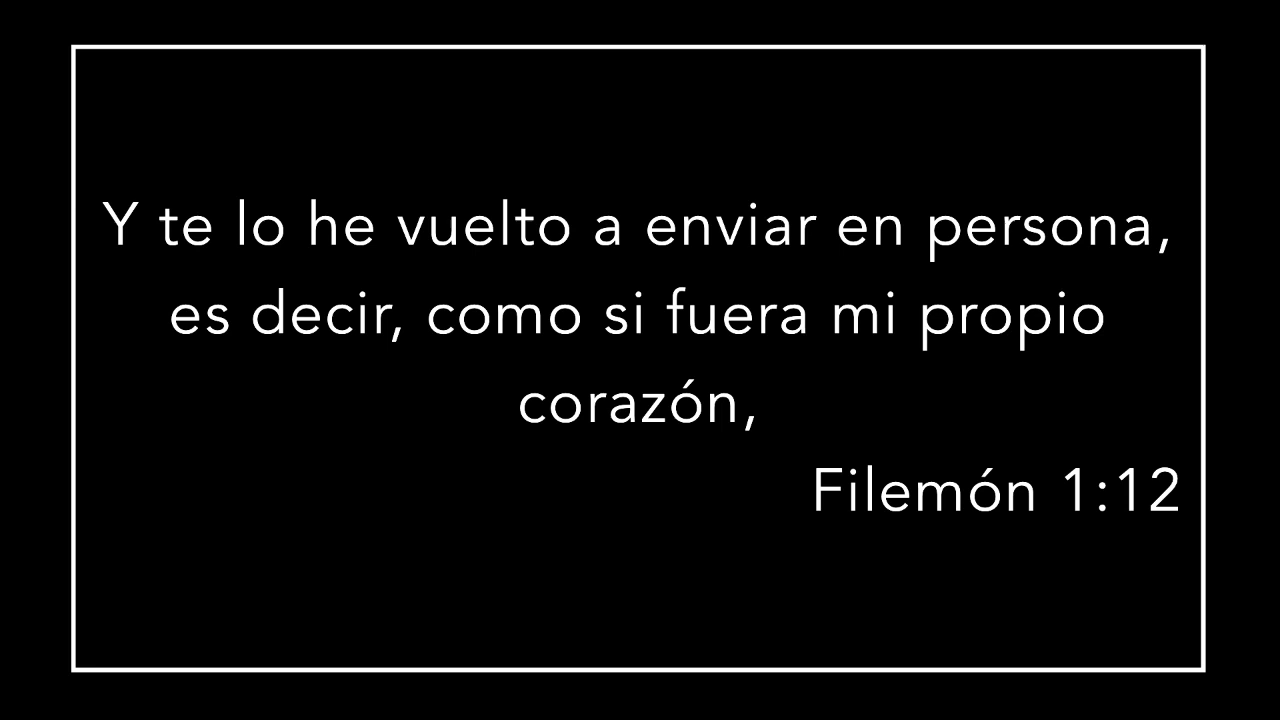 Y te lo he vuelto a enviar en persona,
es decir, como si fuera mi propio
corazón,
Filemón 1:12